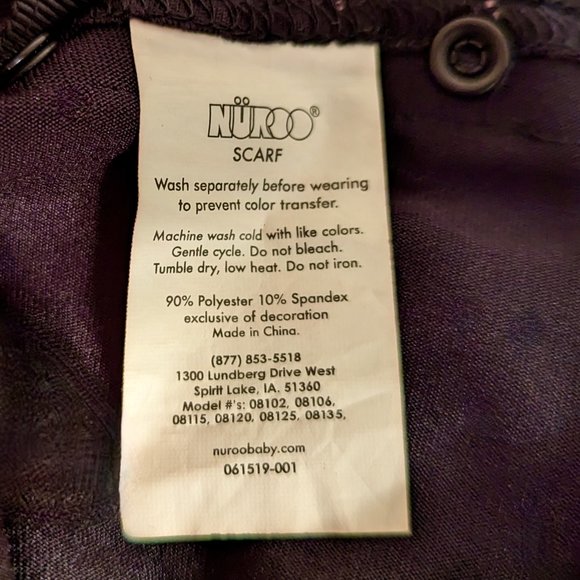 NÜROO®
SCARF
Wash separately before wearing
to prevent color transfer.
Machine wash cold with like colors.
Gentle cycle. Do not bleach.
Tumble dry, low heat. Do not iron.
90% Polyester 10% Spandex
exclusive of decoration
Made in China.
(877) 853-5518
1300 Lundberg Drive West
Spirit Lake, IA. 51360
Model #'s: 08102, 08106,
08115, 08120, 08125, 08135,
nuroobaby.com
061519-001